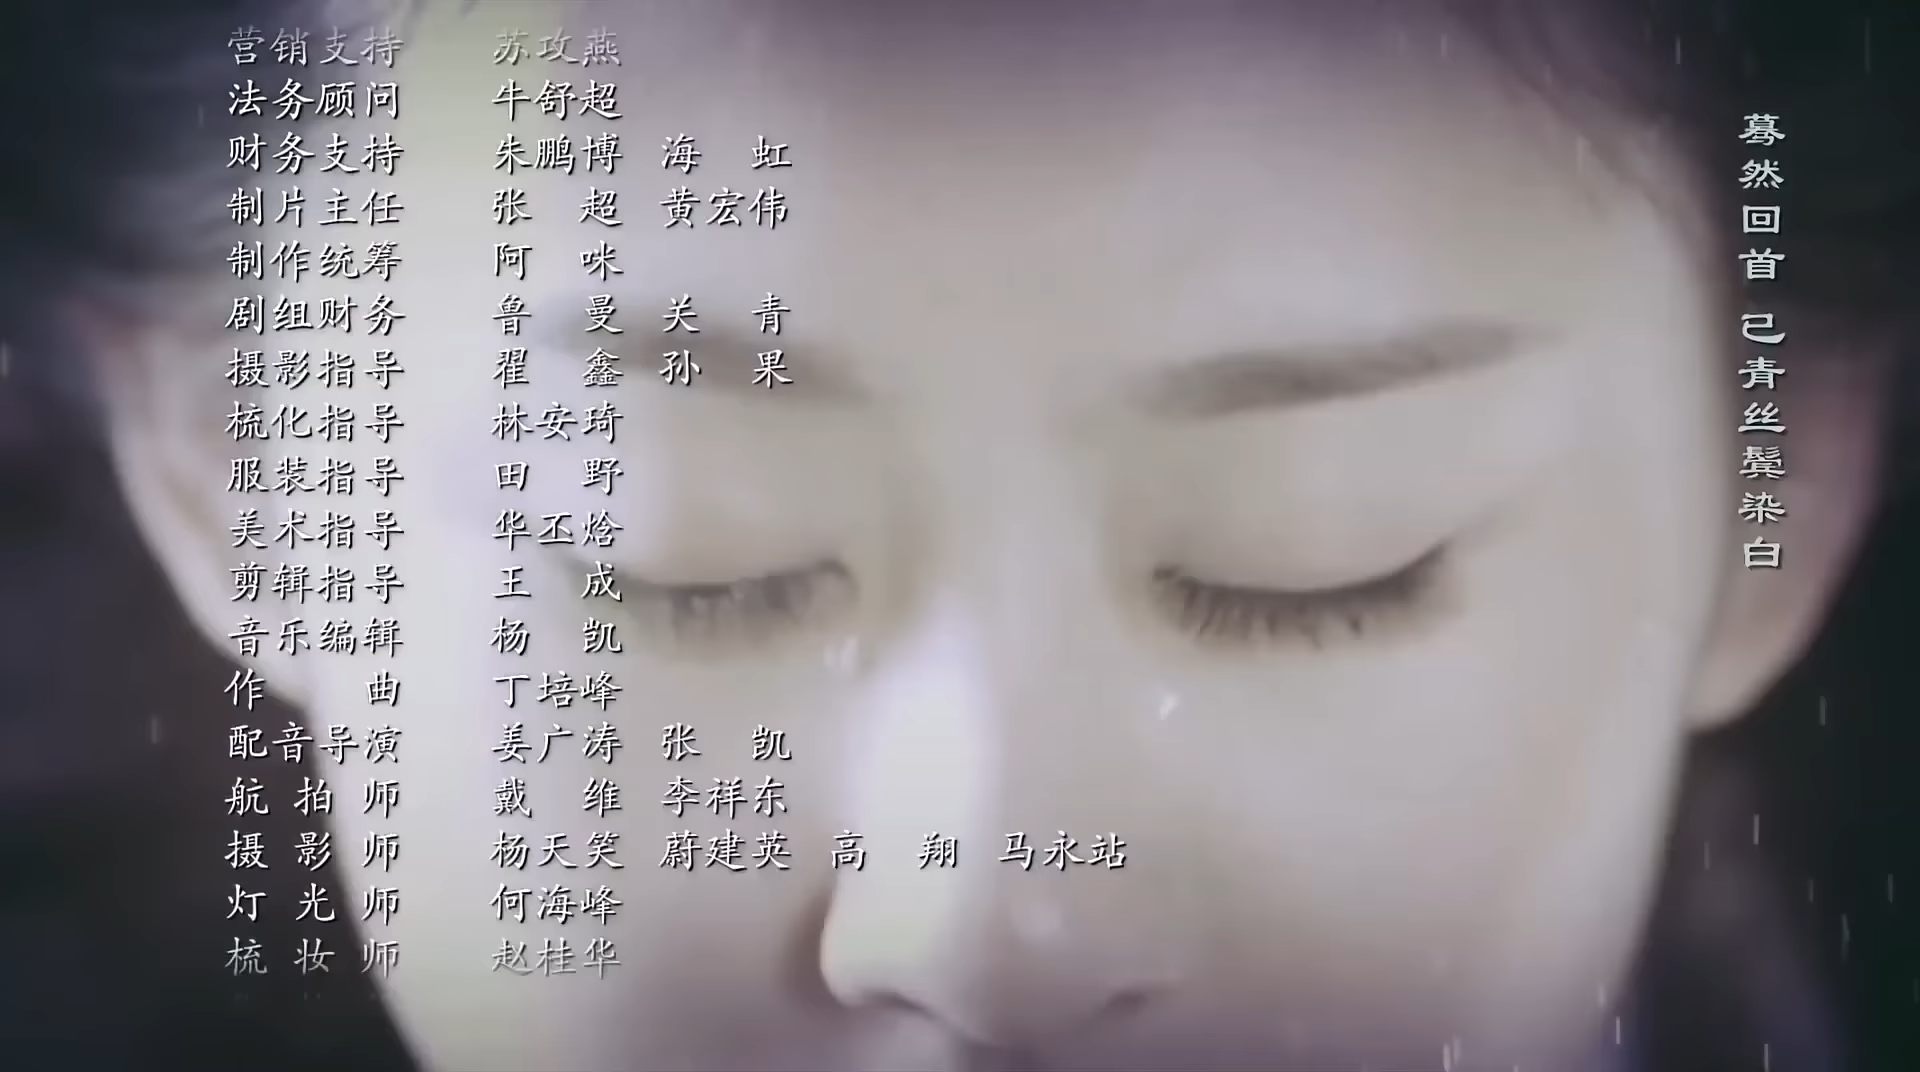 营销支持 苏攻燕
法务顾问 牛舒超
财务支持 朱鹏博 海虹
制片主任 张超 黄宏伟
制作统筹 阿咪
剧组财务 鲁曼 关青
摄影指导 翟鑫 孙果
梳化指导 林安琦
服装指导 田野
美术指导 华丕焓
剪辑指导 王成
音乐编辑 杨凯
作曲 丁培峰
配音导演 姜广涛 张凯
航拍师 戴维 李祥东
摄影师 杨天笑 蔚建英 高翔 马永站
灯光师 何海峰
梳妆师 赵桂华
蓦然回首 已青丝鬓染白